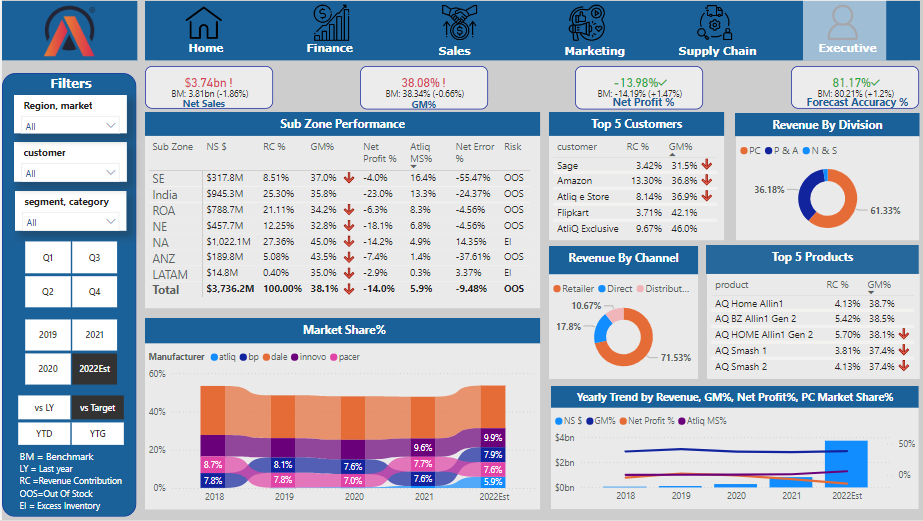 Home
Finance
Sales
Marketing
Supply Chain
Executive
Filters
Region, market
All
customer
All
segment, category
All
Q1
Q3
Q2
Q4
2019
2021
2020
2022Est
vs LY
vs Target
YTD
YTG
BM = Benchmark
LY = Last year
RC =Revenue Contribution
OOS=Out Of Stock
EI = Excess Inventory
$3.74bn !
BM: 3.81bn (-1.86%)
Net Sales
38.08% !
BM: 38.34% (-0.66%)
GM%
-13.98%✓
BM: -14.19% (+1.47%)
Net Profit %
81.17%✓
BM: 80.21% (+1.2%)
Forecast Accuracy %
Sub Zone Performance
Sub Zone NS $ RC % GM% Net Profit % Atliq MS% Net Error % Risk
SE $317.8M 8.51% 37.0% -4.0% 16.4% -55.47% OOS
India $945.3M 25.30% 35.8% -23.0% 13.3% -24.37% OOS
ROA $788.7M 21.11% 34.2% -6.3% 8.3% -4.56% OOS
NE $457.7M 12.25% 32.8% -18.1% 6.8% -4.56% OOS
NA $1,022.1M 27.36% 45.0% -14.2% 4.9% 14.35% EI
ANZ $189.8M 5.08% 43.5% -7.4% 1.4% -37.61% OOS
LATAM $14.8M 0.40% 35.0% -2.9% 0.3% 3.37% EI
Total $3,736.2M 100.00% 38.1% -14.0% 5.9% -9.48% OOS
Top 5 Customers
customer RC % GM%
Sage 3.42% 31.5%
Amazon 13.30% 36.8%
Atliq e Store 8.14% 36.9%
Flipkart 3.71% 42.1%
AtliQ Exclusive 9.67% 46.0%
Revenue By Division
PC P & A N & S
36.18%
61.33%
Revenue By Channel
Retailer Direct Distribut...
10.67%
17.8%
71.53%
Top 5 Products
product RC % GM%
AQ Home Allin1 4.13% 38.7%
AQ BZ Allin1 Gen 2 5.42% 38.5%
AQ HOME Allin1 Gen 2 5.70% 38.1%
AQ Smash 1 3.81% 37.4%
AQ Smash 2 4.13% 37.4%
Market Share%
Manufacturer atliq bp dale innovo pacer
60%
40%
20%
0%
8.7%
7.8%
8.1%
7.8%
7.6%
7.0%
9.6%
7.7%
7.6%
9.9%
7.9%
7.6%
5.9%
2018 2019 2020 2021 2022Est
Yearly Trend by Revenue, GM%, Net Profit%, PC Market Share%
NS $ GM% Net Profit % Atliq MS%
$4bn
$2bn
$0bn
50%
0%
2018 2019 2020 2021 2022Est